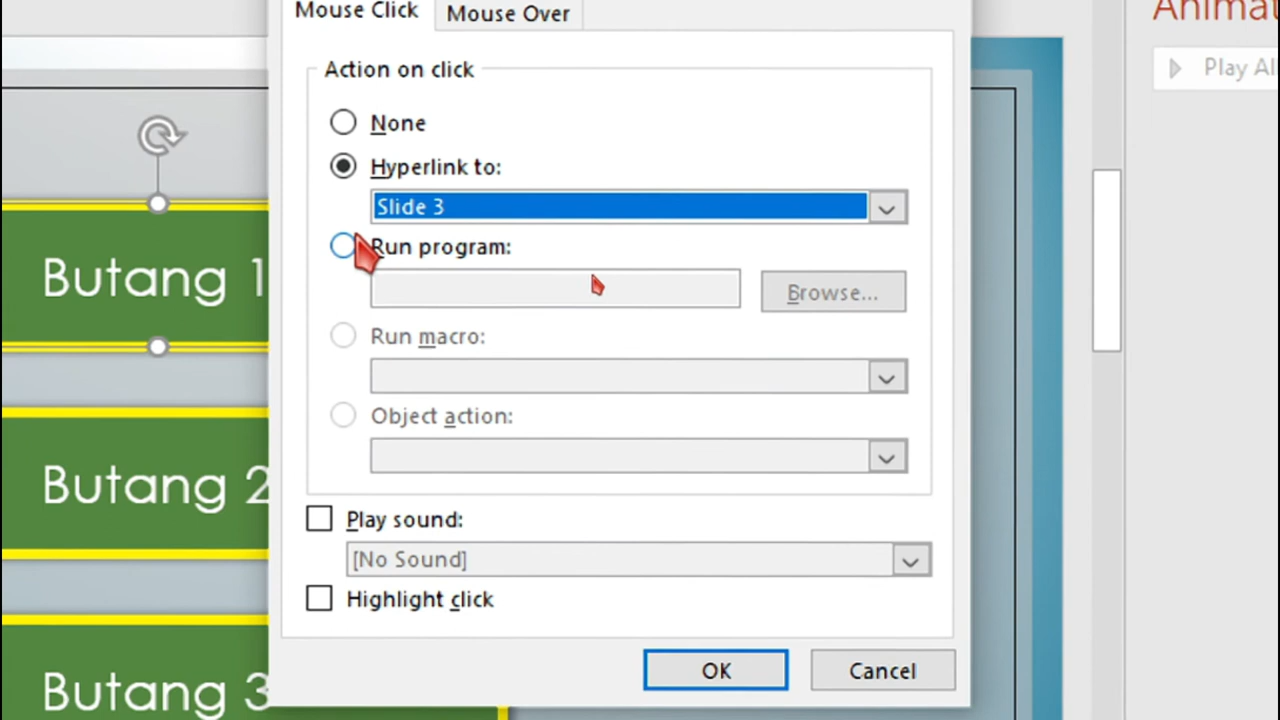 Mouse Click
Mouse Over
Action on click
Play
None
Hyperlink to:
Slide 3
Run program:
Butang 1
Browse...
Run macro:
Object action:
Butang 2
Play sound:
[No Sound]
Highlight click
OK
Cancel
Butang 3